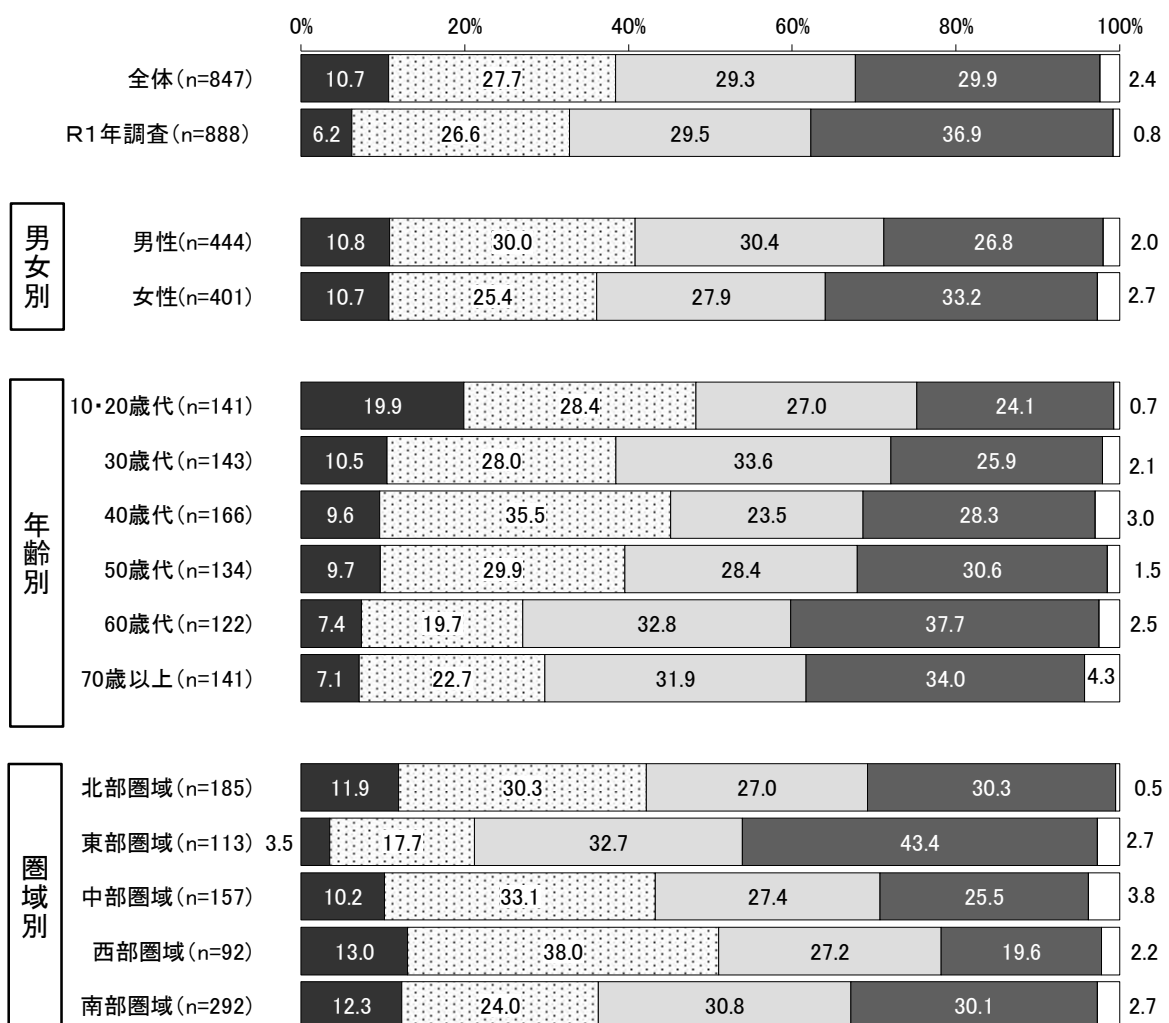 0% 20% 40% 60% 80% 100%
全体(n=847) 10.7 27.7 29.3 29.9 2.4
R1年調査(n=888) 6.2 26.6 29.5 36.9 0.8
男女別
男性(n=444) 10.8 30.0 30.4 26.8 2.0
女性(n=401) 10.7 25.4 27.9 33.2 2.7
年齢別
10・20歳代(n=141) 19.9 28.4 27.0 24.1 0.7
30歳代(n=143) 10.5 28.0 33.6 25.9 2.1
40歳代(n=166) 9.6 35.5 23.5 28.3 3.0
50歳代(n=134) 9.7 29.9 28.4 30.6 1.5
60歳代(n=122) 7.4 19.7 32.8 37.7 2.5
70歳以上(n=141) 7.1 22.7 31.9 34.0 4.3
圏域別
北部圏域(n=185) 11.9 30.3 27.0 30.3 0.5
東部圏域(n=113) 3.5 17.7 32.7 43.4 2.7
中部圏域(n=157) 10.2 33.1 27.4 25.5 3.8
西部圏域(n=92) 13.0 38.0 27.2 19.6 2.2
南部圏域(n=292) 12.3 24.0 30.8 30.1 2.7